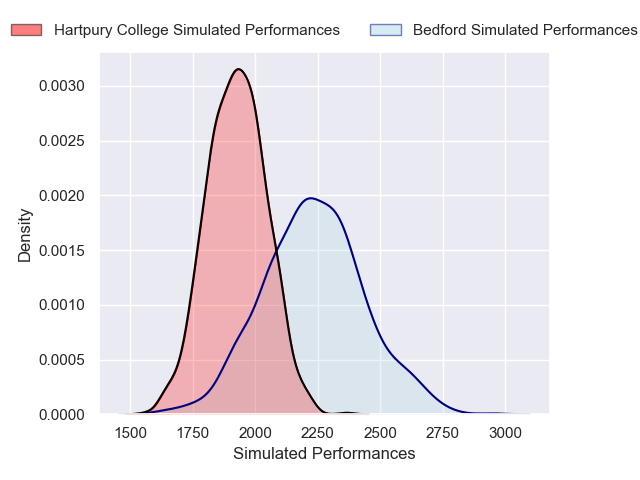 Hartpury College Simulated Performances Bedford Simulated Performances
0.0030
0.0025
0.0020
0.0015
0.0010
0.0005
0.0000
Density
1500 1750 2000 2250 2500 2750 3000
Simulated Performances